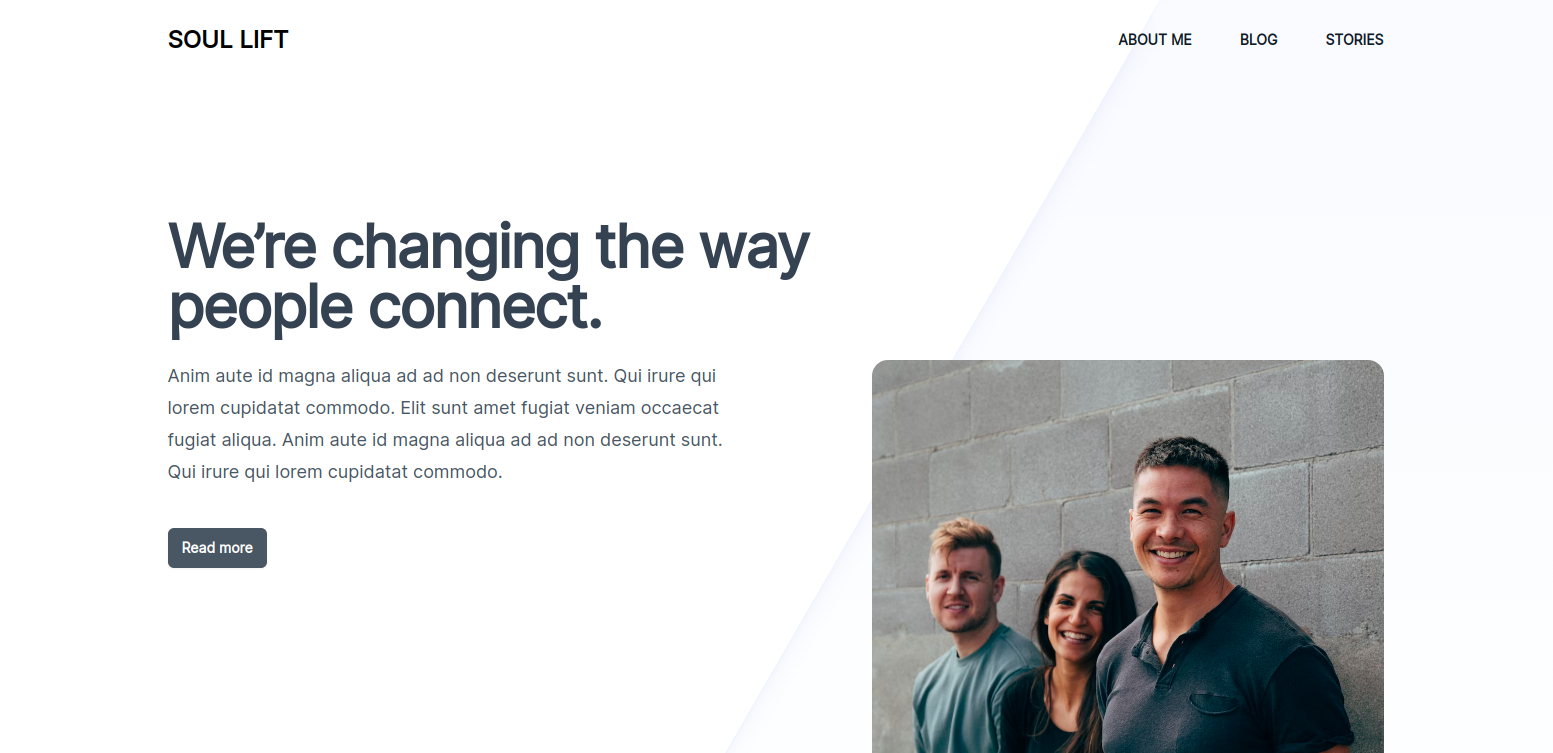 SOUL LIFT
ABOUT ME
BLOG
STORIES
We’re changing the way
people connect.
Anim aute id magna aliqua ad ad non deserunt sunt. Qui irure qui
lorem cupidatat commodo. Elit sunt amet fugiat veniam occaecat
fugiat aliqua. Anim aute id magna aliqua ad ad non deserunt sunt.
Qui irure qui lorem cupidatat commodo.
Read more